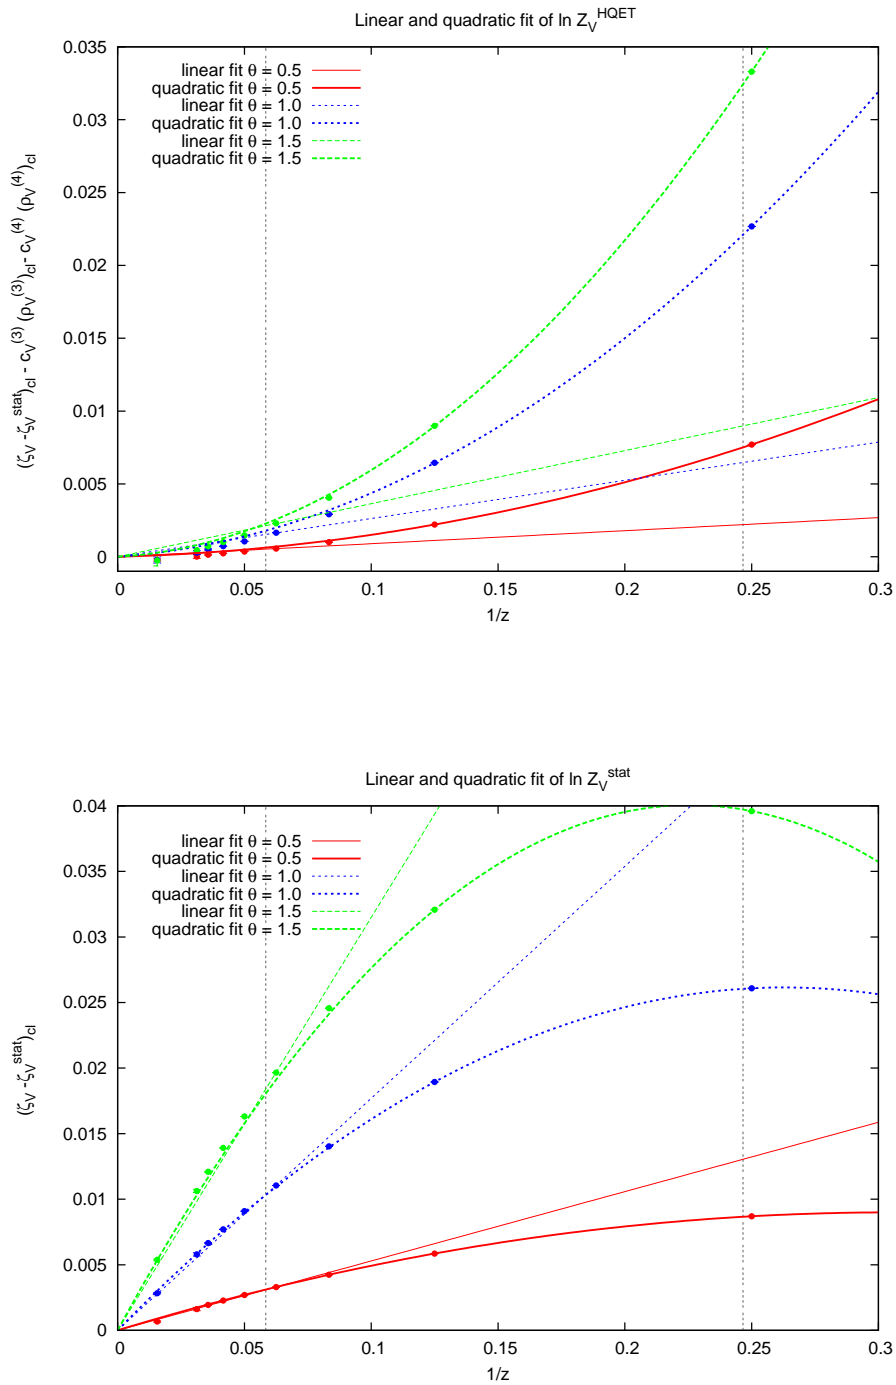 Linear and quadratic fit of ln Z_V^HQET
0.035
0.03
0.025
0.02
0.015
0.01
0.005
0
(ζ_V -ζ_V^stat)_cl - c_V^(3) (ρ_V^(3))_cl - c_V^(4) (ρ_V^(4))_cl
linear fit θ = 0.5
quadratic fit θ = 0.5
linear fit θ = 1.0
quadratic fit θ = 1.0
linear fit θ = 1.5
quadratic fit θ = 1.5
0 0.05 0.1 0.15 0.2 0.25 0.3
1/z
Linear and quadratic fit of ln Z_V^stat
0.04
0.035
0.03
0.025
0.02
0.015
0.01
0.005
0
(ζ_V -ζ_V^stat)_cl
linear fit θ = 0.5
quadratic fit θ = 0.5
linear fit θ = 1.0
quadratic fit θ = 1.0
linear fit θ = 1.5
quadratic fit θ = 1.5
0 0.05 0.1 0.15 0.2 0.25 0.3
1/z